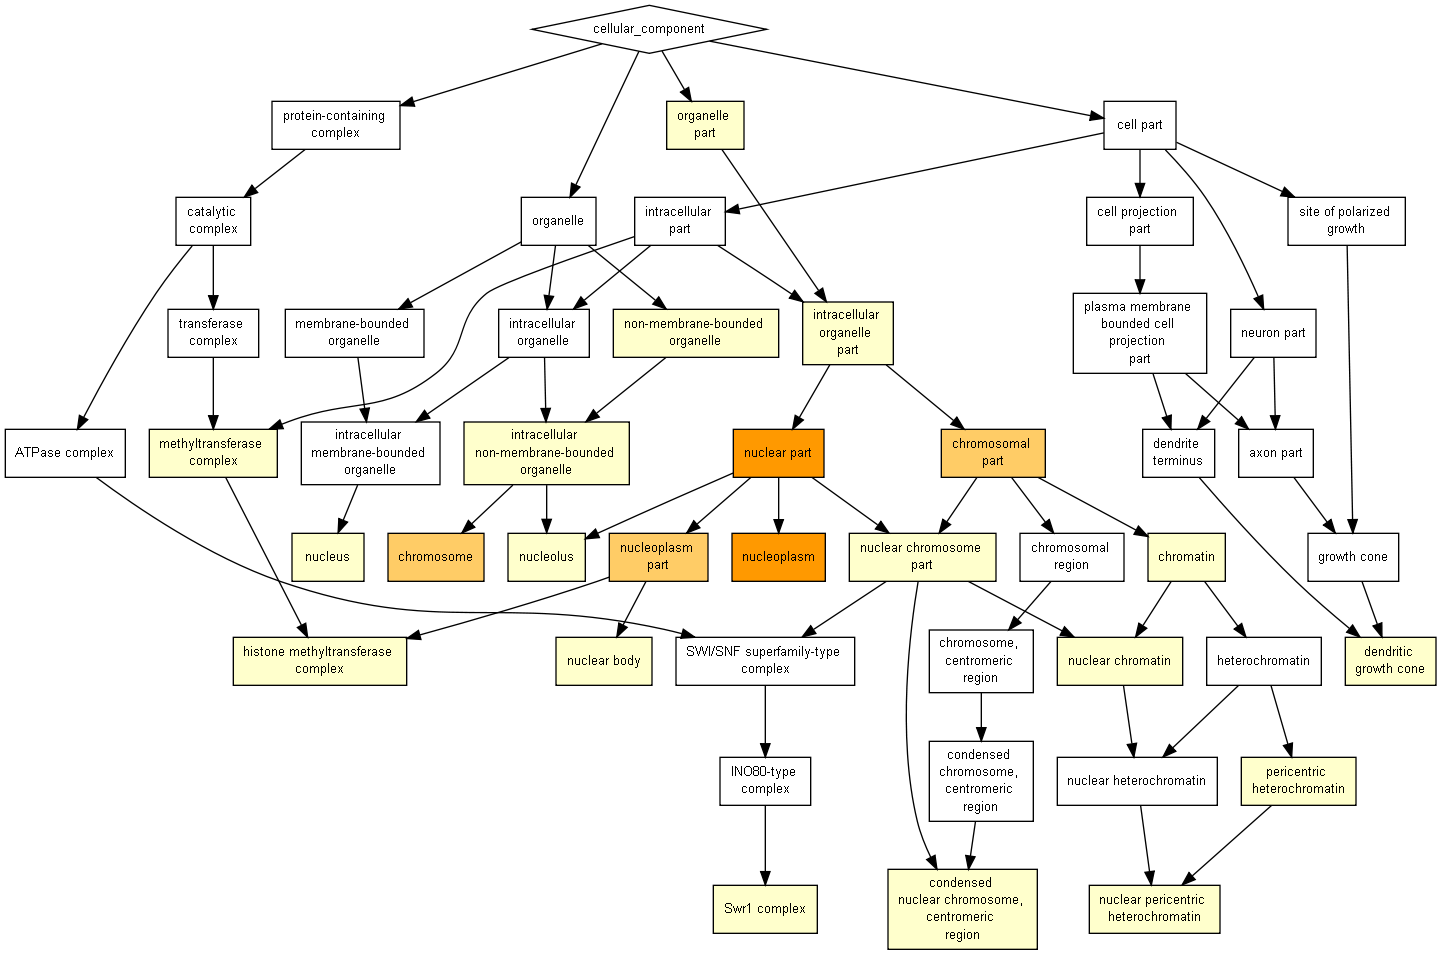 cellular_component
protein-containing
complex
organelle
part
cell part
catalytic
complex
organelle
intracellular
part
cell projection
part
site of polarized
growth
transferase
complex
membrane-bounded
organelle
intracellular
organelle
non-membrane-bounded
organelle
intracellular
organelle
part
plasma membrane
bounded cell
projection
part
neuron part
ATPase complex
methyltransferase
complex
intracellular
membrane-bounded
organelle
intracellular
non-membrane-bounded
organelle
nuclear part
chromosomal
part
dendrite
terminus
axon part
nucleus
chromosome
nucleolus
nucleoplasm
part
nucleoplasm
nuclear chromosome
part
chromosomal
region
chromatin
growth cone
histone methyltransferase
complex
nuclear body
SWI/SNF superfamily-type
complex
chromosome,
centromeric
region
nuclear chromatin
heterochromatin
dendritic
growth cone
INO80-type
complex
condensed
chromosome,
centromeric
region
nuclear heterochromatin
pericentric
heterochromatin
Swr1 complex
condensed
nuclear chromosome,
centromeric
region
nuclear pericentric
heterochromatin